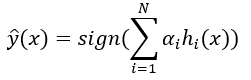 ŷ(x) = sign(∑_{i=1}^{N} α_i h_i(x))